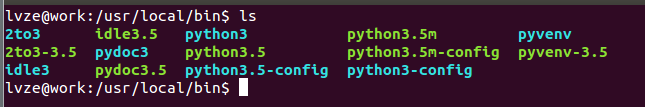 lvze@work:/usr/local/bin$ ls
2to3 idle3.5 python3 python3.5m pyvenv
2to3-3.5 pydoc3 python3.5 python3.5m-config pyvenv-3.5
idle3 pydoc3.5 python3.5-config python3-config
lvze@work:/usr/local/bin$